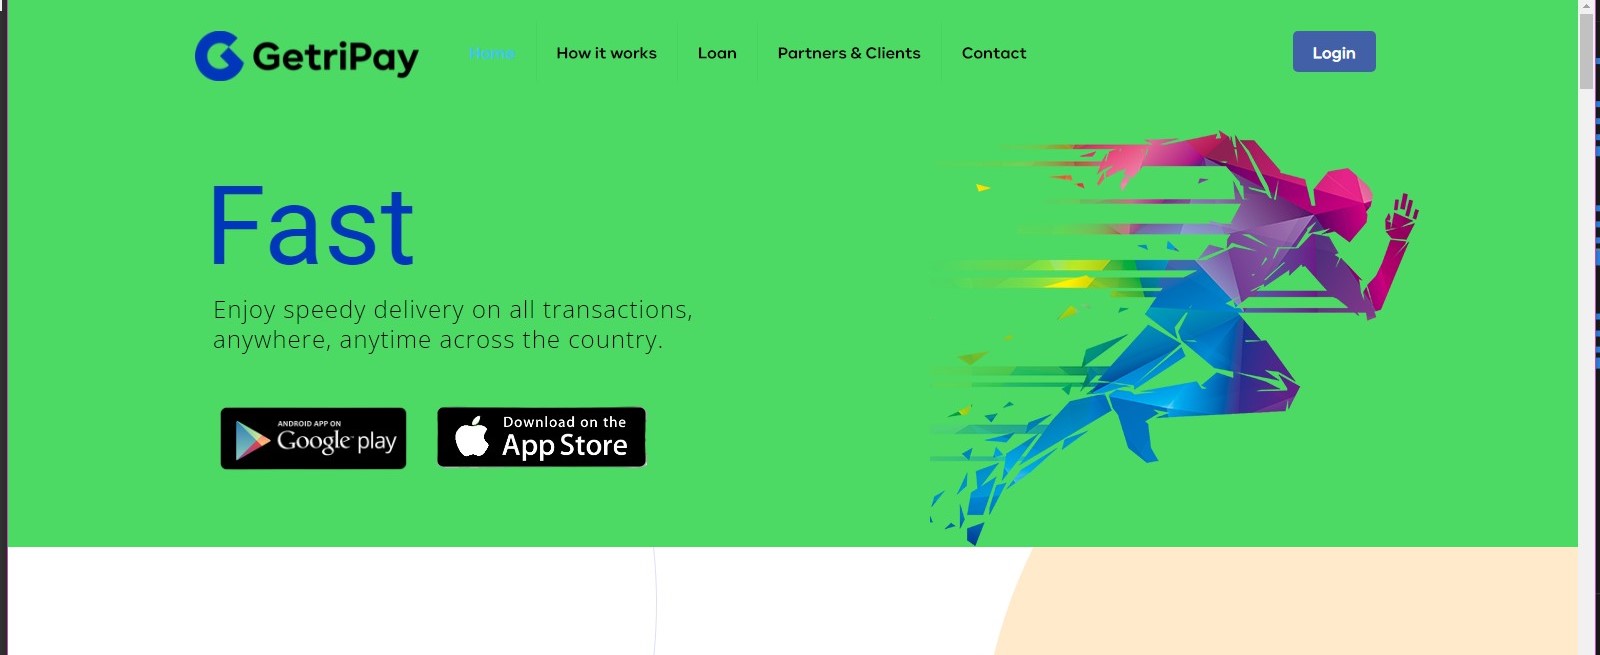 GetriPay
Home
How it works
Loan
Partners & Clients
Contact
Login
Fast
Enjoy speedy delivery on all transactions,
anywhere, anytime across the country.
ANDROID APP ON
Google play
Download on the
App Store